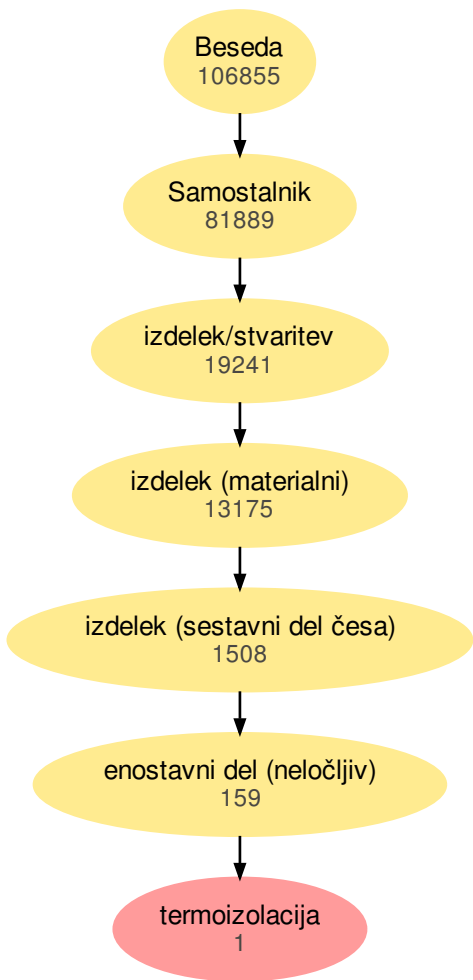 Beseda
106855
Samostalnik
81889
izdelek/stvaritev
19241
izdelek (materialni)
13175
izdelek (sestavni del česa)
1508
enostavni del (neločljiv)
159
termoizolacija
1